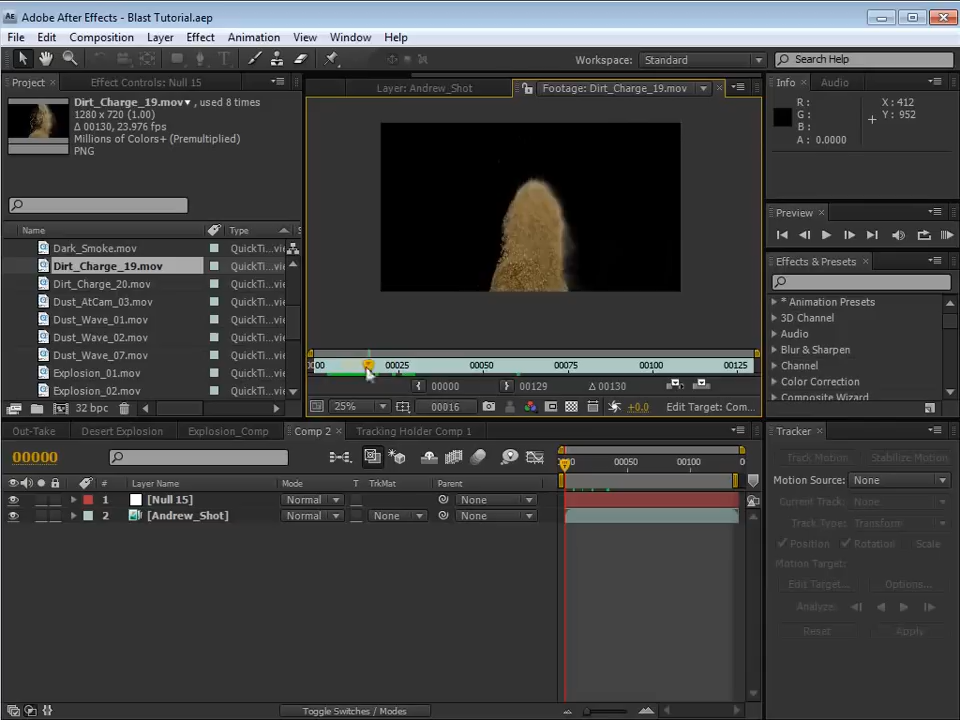 Adobe After Effects - Blast Tutorial.aep
File Edit Composition Layer Effect Animation View Window Help
Workspace: Standard
Search Help
Project Effect Controls: Null 15
Layer: Andrew_Shot
Footage: Dirt_Charge_19.mov
Info Audio
Dirt_Charge_19.mov, used 8 times
1280 x 720 (1.00)
Δ 00130, 23.976 fps
Millions of Colors+ (Premultiplied)
PNG
R :
G :
B :
A : 0.0000
X : 412
Y : 952
Preview
Name Type
Dark_Smoke.mov QuickTi
Dirt_Charge_19.mov QuickTi
Dirt_Charge_20.mov QuickTi
Dust_AtCam_03.mov QuickTi
Dust_Wave_01.mov QuickTi
Dust_Wave_02.mov QuickTi
Dust_Wave_07.mov QuickTi
Explosion_01.mov QuickTi
Explosion_02.mov QuickTi
Effects & Presets
* Animation Presets
3D Channel
Audio
Blur & Sharpen
Channel
Color Correction
Composite Wizard
00025 00050 00075 00100 00125
00000 00129 Δ 00130
25% 00016 +0.0 Edit Target: Com...
32 bpc
Out-Take Desert Explosion Explosion_Comp Comp 2 Tracking Holder Comp 1
00000
00050 00100
# Layer Name Mode T TrkMat Parent
1 [Null 15] Normal None
2 [Andrew_Shot] Normal None None
Toggle Switches / Modes
Tracker
Track Motion Stabilize Motion
Motion Source: None
Current Track: None
Track Type: Transform
Position Rotation Scale
Motion Target:
Edit Target... Options...
Analyze:
Reset Apply